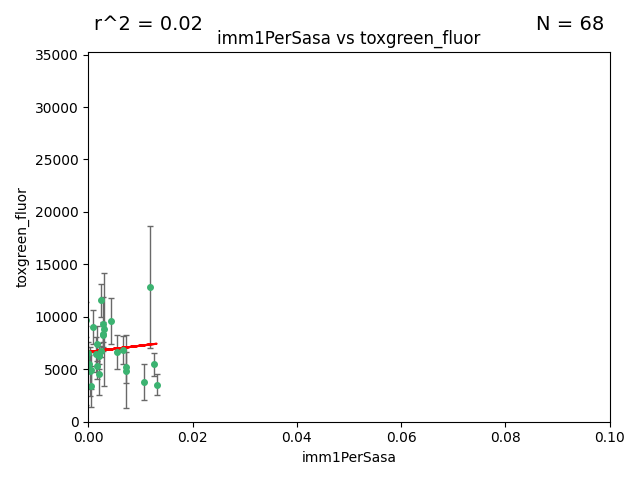 r^2 = 0.02
N = 68
imm1PerSasa vs toxgreen_fluor
35000
30000
25000
20000
15000
10000
5000
0
toxgreen_fluor
0.00
0.02
0.04
0.06
0.08
0.10
imm1PerSasa